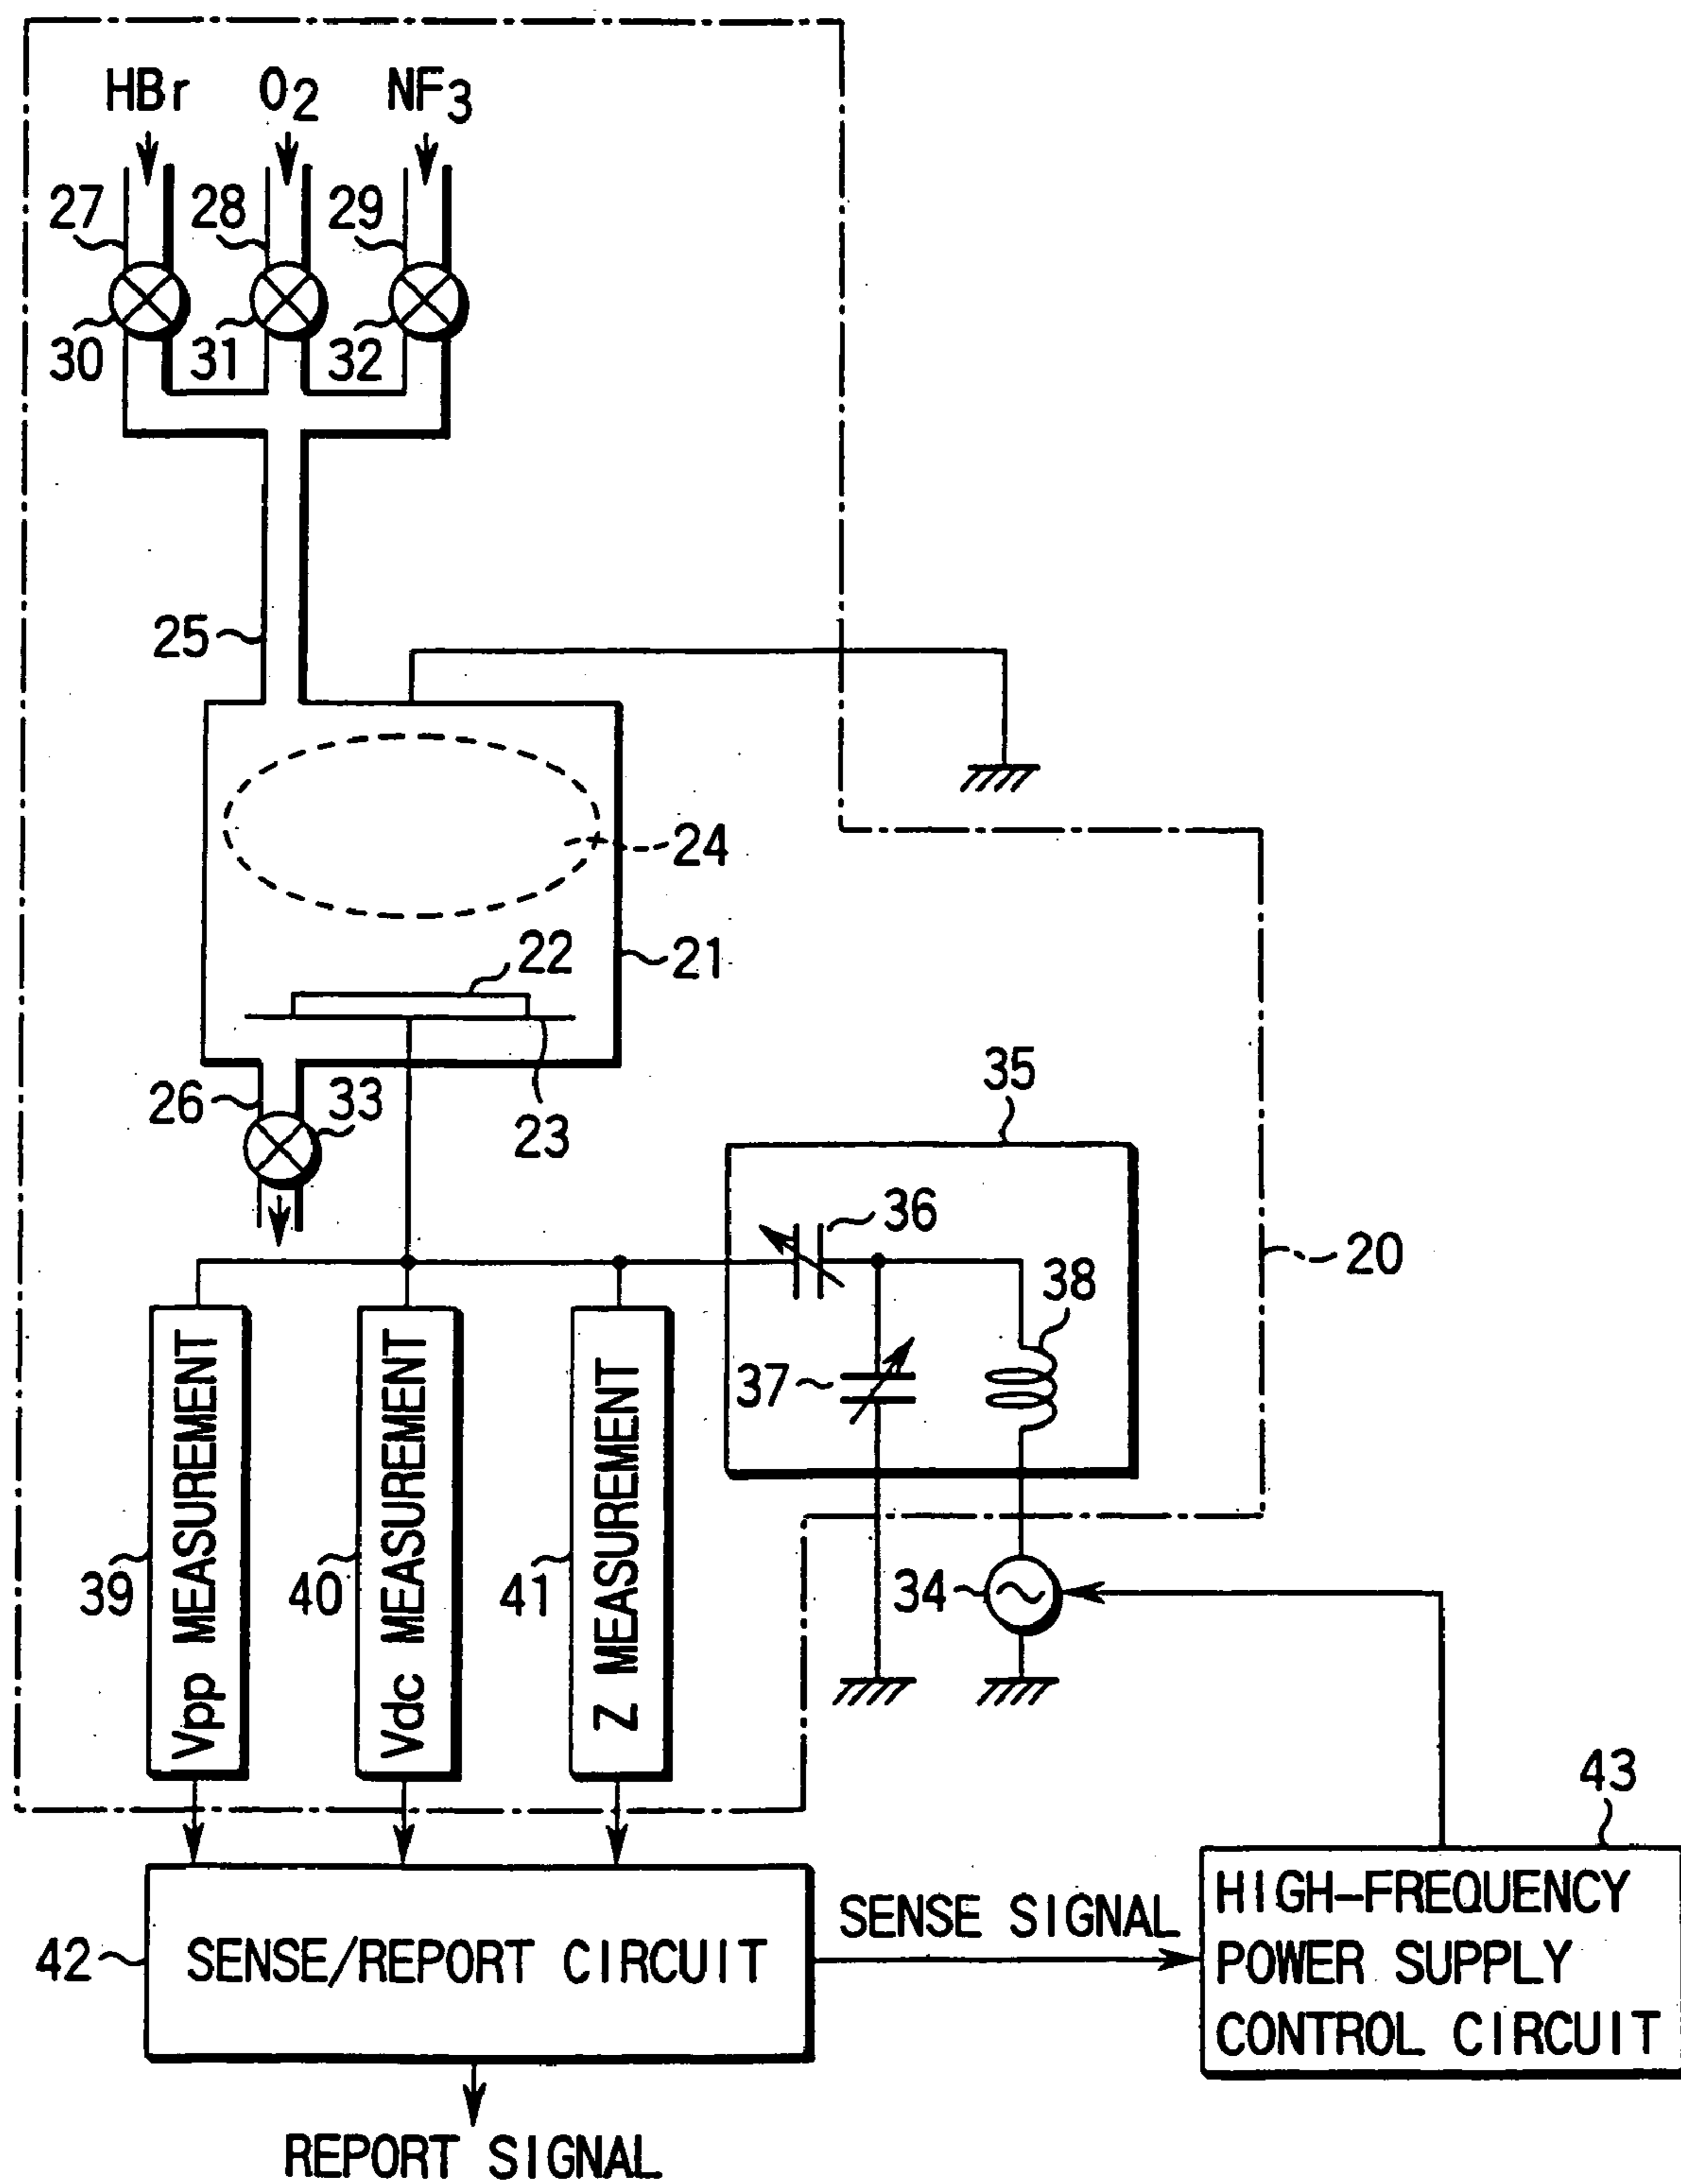 HBr O2 NF3
27 28 29
30 31 32
25
24
22
21
26 33
23
35
36
20
38
37
39 Vpp MEASUREMENT
40 Vdc MEASUREMENT
41 Z MEASUREMENT
34
43
HIGH-FREQUENCY
POWER SUPPLY
CONTROL CIRCUIT
SENSE SIGNAL
42 SENSE/REPORT CIRCUIT
REPORT SIGNAL